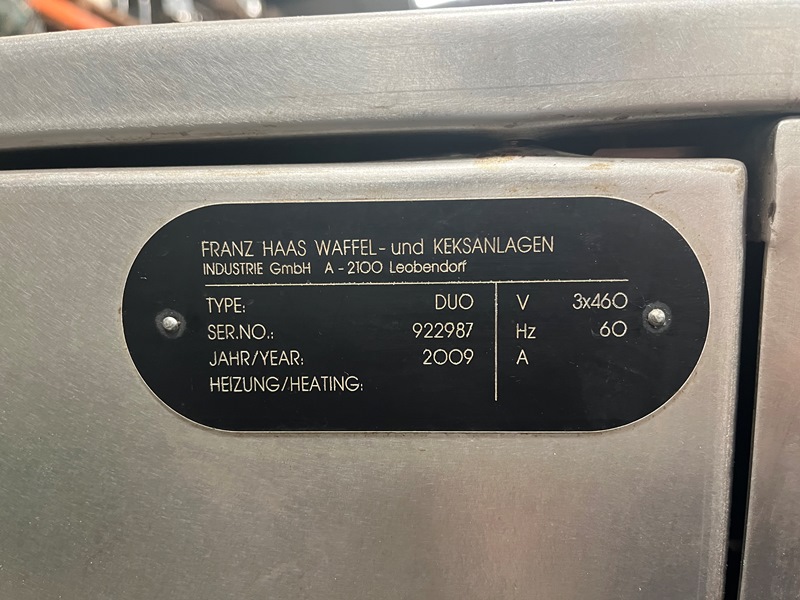 FRANZ HAAS WAFFEL- und KEKSANLAGEN
INDUSTRIE GmbH A-2100 Leobendorf
TYPE: DUO
SER.NO.: 922987
JAHR/YEAR: 2009
HEIZUNG/HEATING:
V 3x460
Hz 60
A